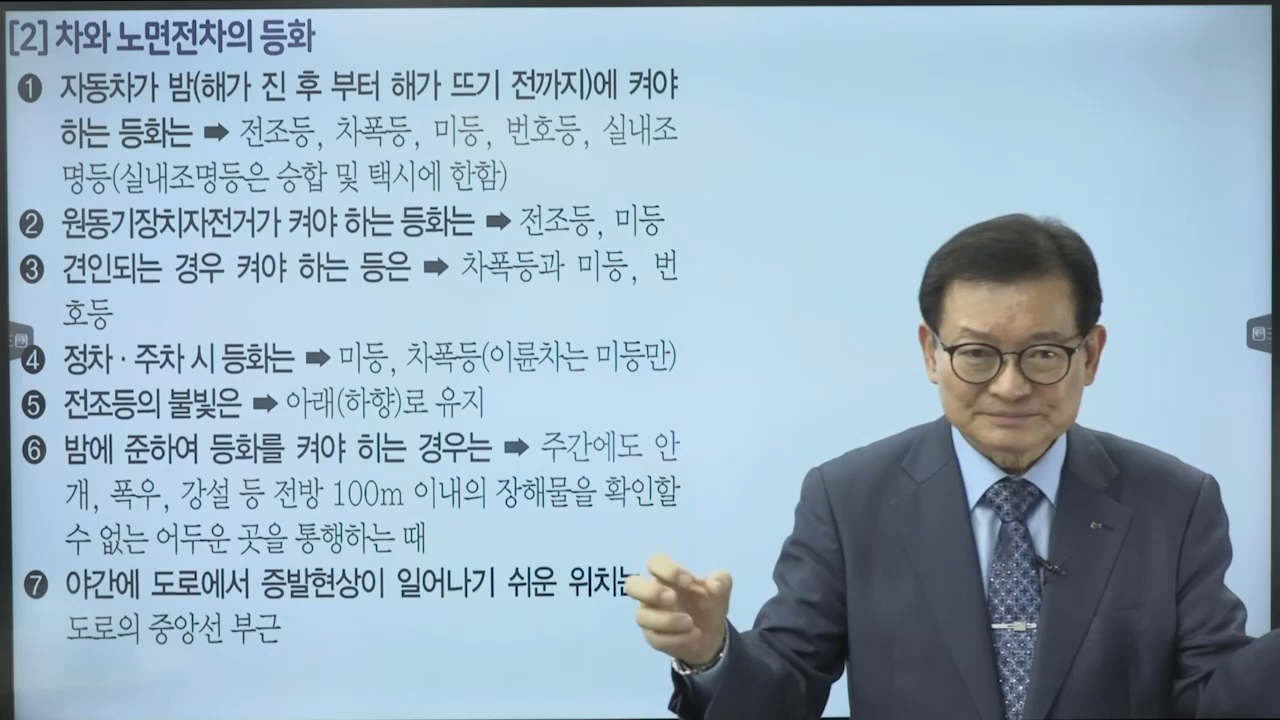 [2] 차와 노면전차의 등화
❶ 자동차가 밤(해가 진 후 부터 해가 뜨기 전까지)에 켜야
하는 등화는 ➡ 전조등, 차폭등, 미등, 번호등, 실내조
명등(실내조명등은 승합 및 택시에 한함)
❷ 원동기장치자전거가 켜야 하는 등화는 ➡ 전조등, 미등
❸ 견인되는 경우 켜야 하는 등은 ➡ 차폭등과 미등, 번
호등
❹ 정차 · 주차 시 등화는 ➡ 미등, 차폭등(이륜차는 미등만)
❺ 전조등의 불빛은 ➡ 아래(하향)로 유지
❻ 밤에 준하여 등화를 켜야 히는 경우는 ➡ 주간에도 안
개, 폭우, 강설 등 전방 100m 이내의 장해물을 확인할
수 없는 어두운 곳을 통행하는 때
❼ 야간에 도로에서 증발현상이 일어나기 쉬운 위치는
도로의 중앙선 부근